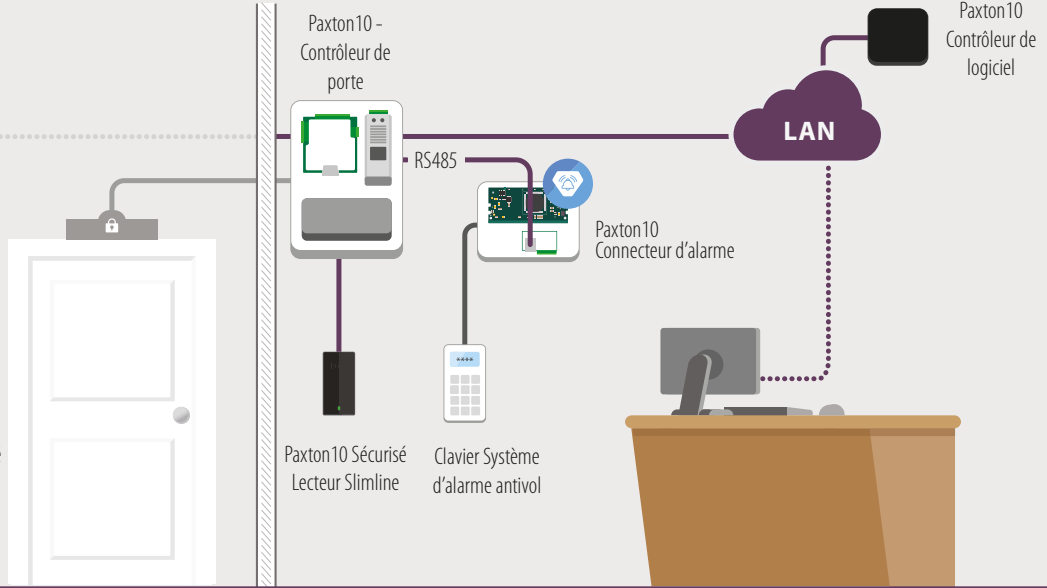 Paxton10 -
Contrôleur de
porte
Paxton10
Contrôleur de
logiciel
LAN
RS485
Paxton10
Connecteur d'alarme
****
Paxton10 Sécurisé
Lecteur Slimline
Clavier Système
d'alarme antivol